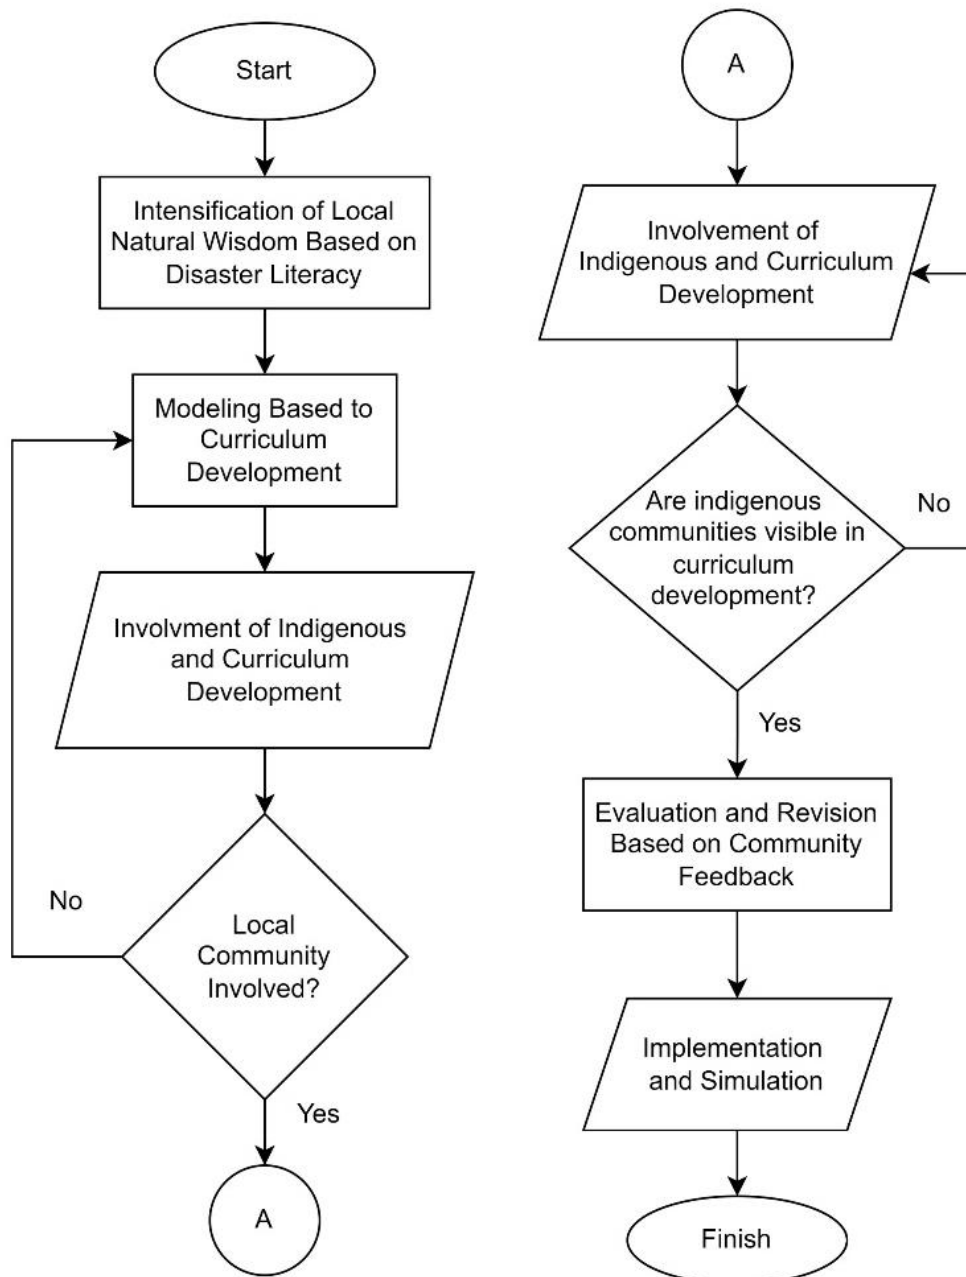 Start
Intensification of Local
Natural Wisdom Based on
Disaster Literacy
Modeling Based to
Curriculum
Development
Involvment of Indigenous
and Curriculum
Development
No
Local
Community
Involved?
Yes
A
A
Involvement of
Indigenous and Curriculum
Development
Are indigenous
communities visible in
curriculum
development?
No
Yes
Evaluation and Revision
Based on Community
Feedback
Implementation
and Simulation
Finish